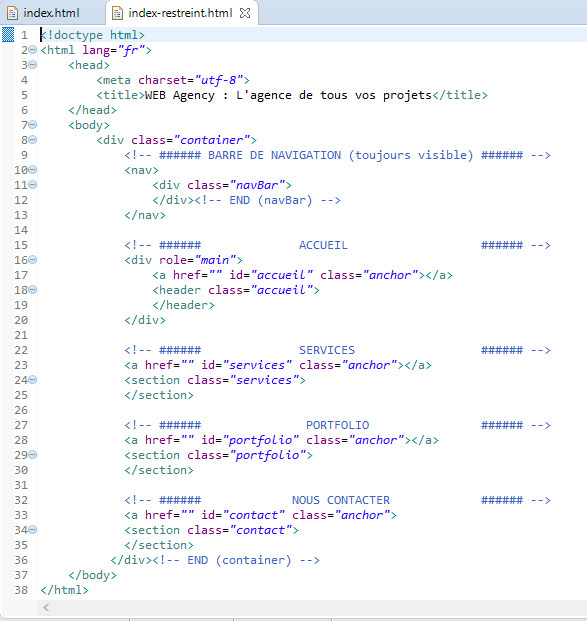 index.html index-restreint.html
1 <!doctype html>
2 <html lang="fr">
3 <head>
4 <meta charset="utf-8">
5 <title>WEB Agency : L'agence de tous vos projets</title>
6 </head>
7 <body>
8 <div class="container">
9 <!-- ###### BARRE DE NAVIGATION (toujours visible) ###### -->
10 <nav>
11 <div class="navBar">
12 </div><!-- END (navBar) -->
13 </nav>
14
15 <!-- ###### ACCUEIL ###### -->
16 <div role="main">
17 <a href="" id="accueil" class="anchor"></a>
18 <header class="accueil">
19 </header>
20 </div>
21
22 <!-- ###### SERVICES ###### -->
23 <a href="" id="services" class="anchor"></a>
24 <section class="services">
25 </section>
26
27 <!-- ###### PORTFOLIO ###### -->
28 <a href="" id="portfolio" class="anchor"></a>
29 <section class="portfolio">
30 </section>
31
32 <!-- ###### NOUS CONTACTER ###### -->
33 <a href="" id="contact" class="anchor">
34 <section class="contact">
35 </section>
36 </div><!-- END (container) -->
37 </body>
38 </html>